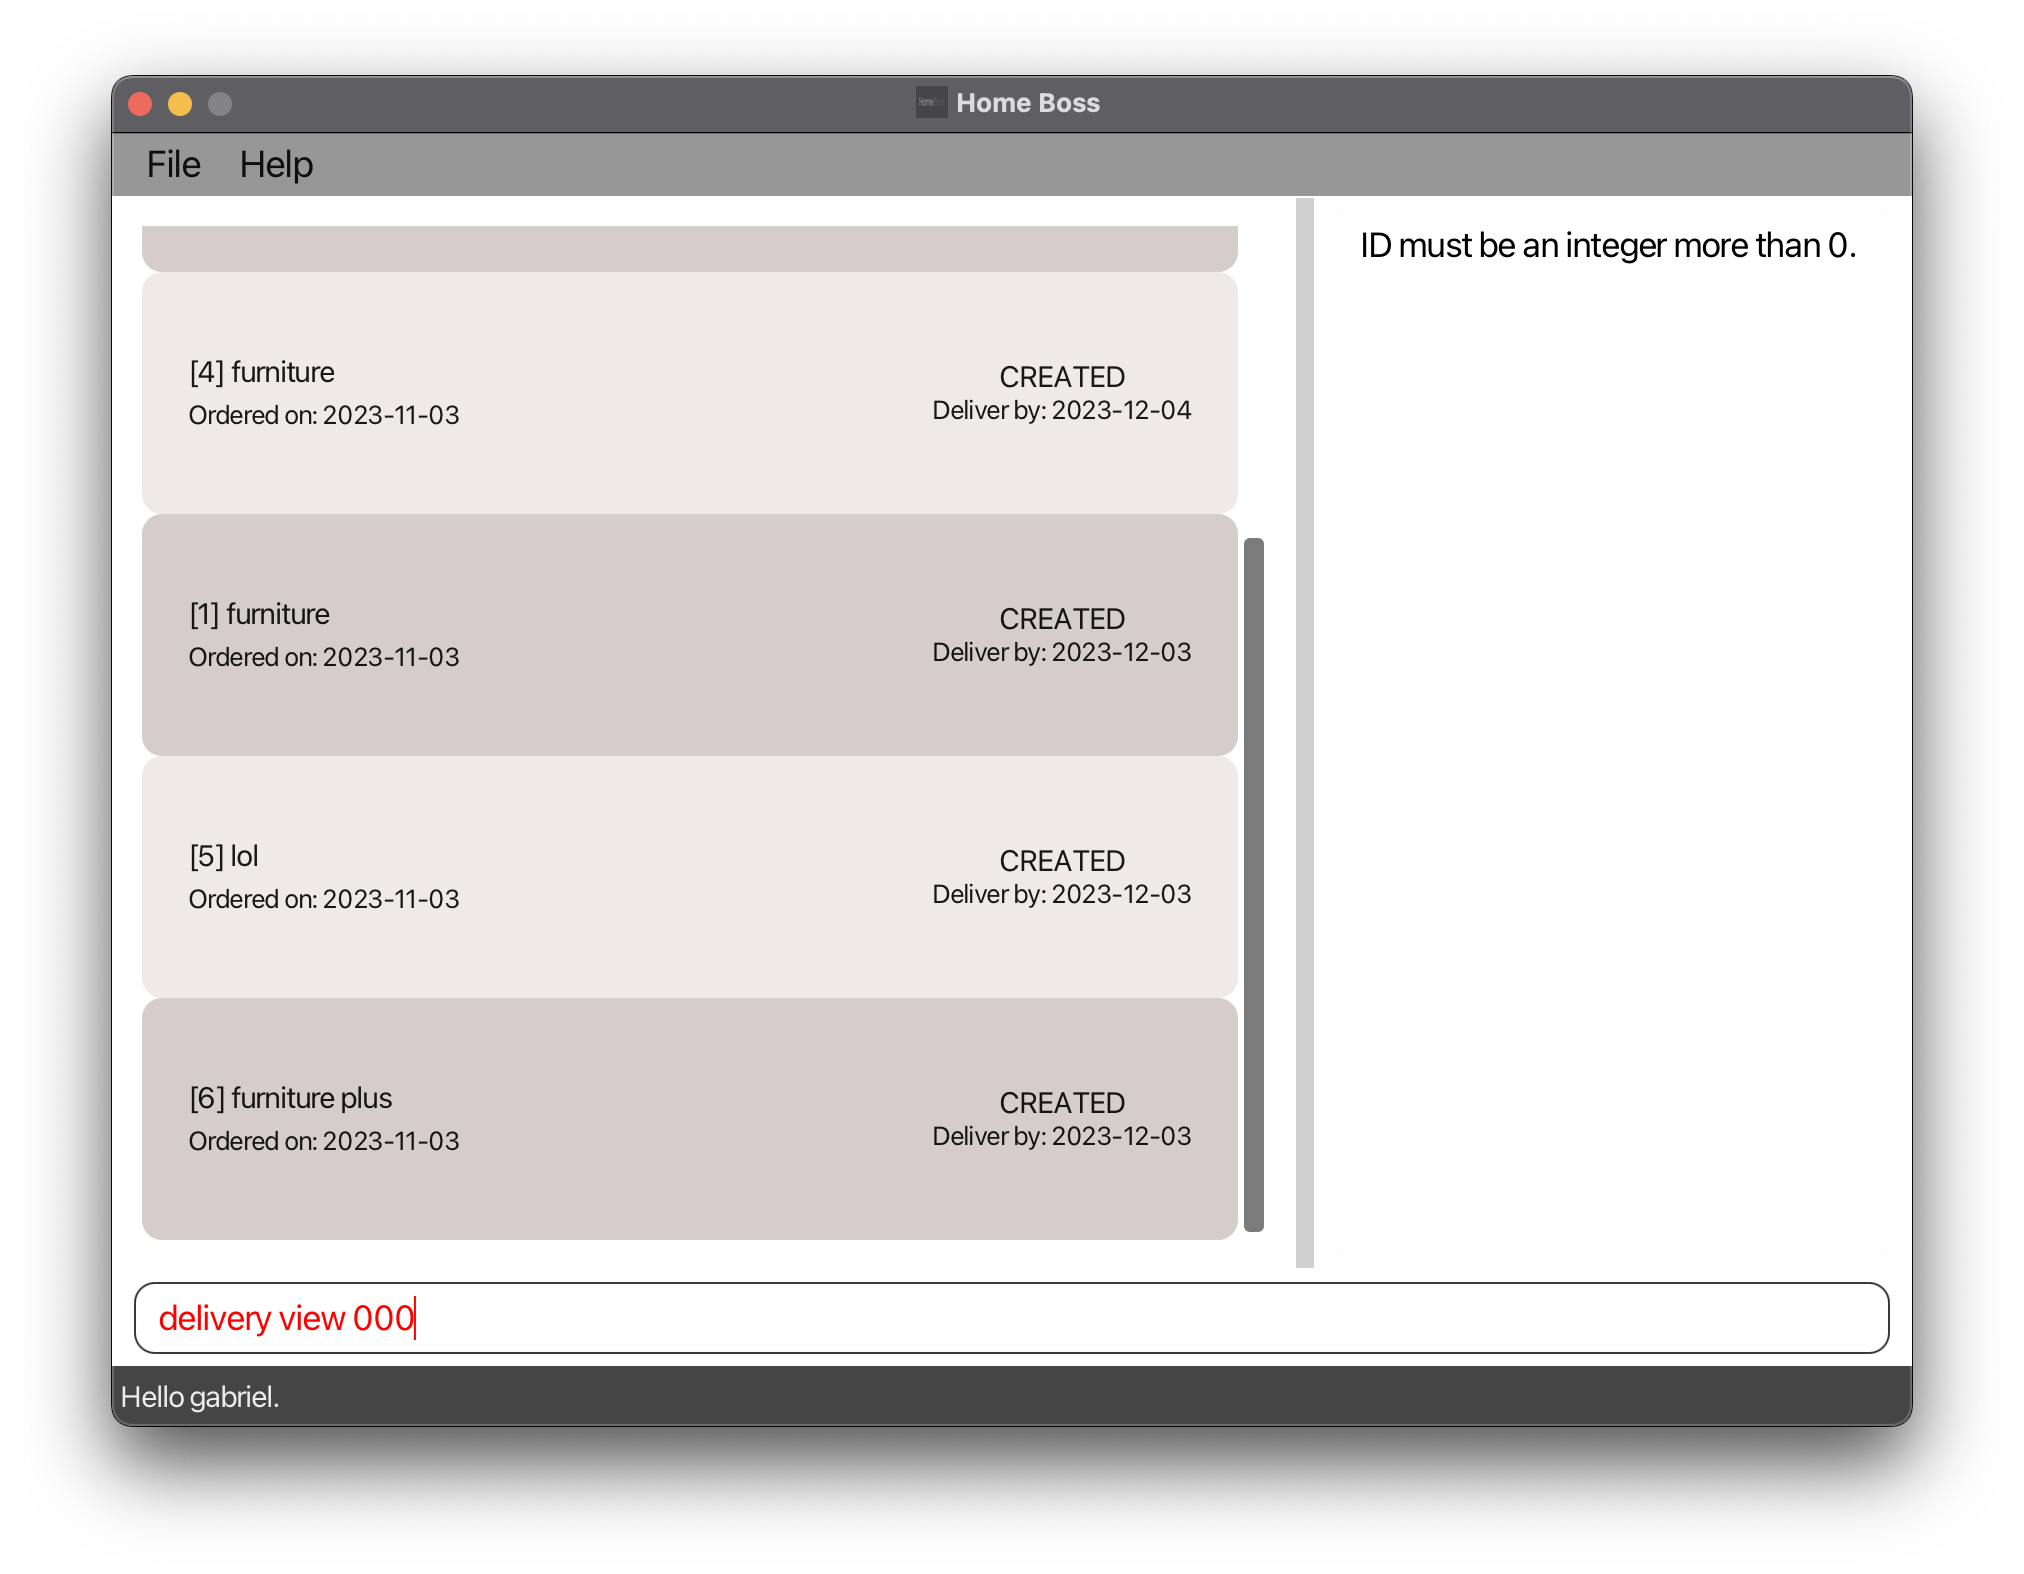 Home Boss
File Help
[4] furniture
Ordered on: 2023-11-03
CREATED
Deliver by: 2023-12-04
[1] furniture
Ordered on: 2023-11-03
CREATED
Deliver by: 2023-12-03
[5] lol
Ordered on: 2023-11-03
CREATED
Deliver by: 2023-12-03
[6] furniture plus
Ordered on: 2023-11-03
CREATED
Deliver by: 2023-12-03
ID must be an integer more than 0.
delivery view 000
Hello gabriel.